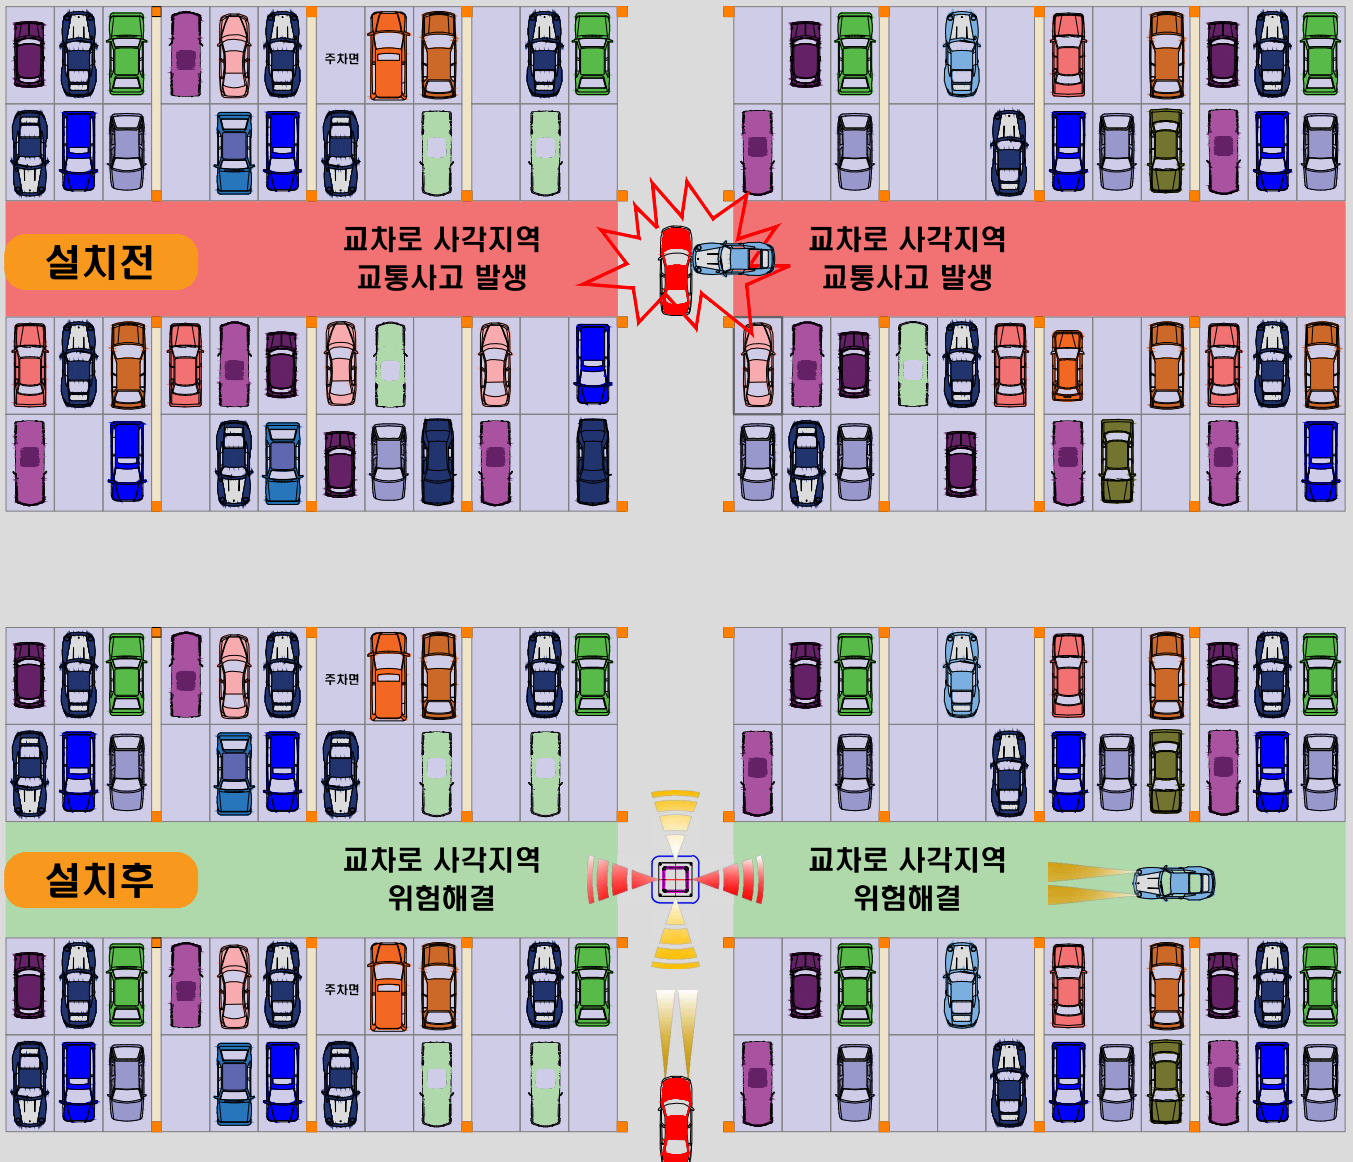 주차면
설치전
교차로 사각지역
교통사고 발생
교차로 사각지역
교통사고 발생
주차면
설치후
교차로 사각지역
위험해결
교차로 사각지역
위험해결
주차면